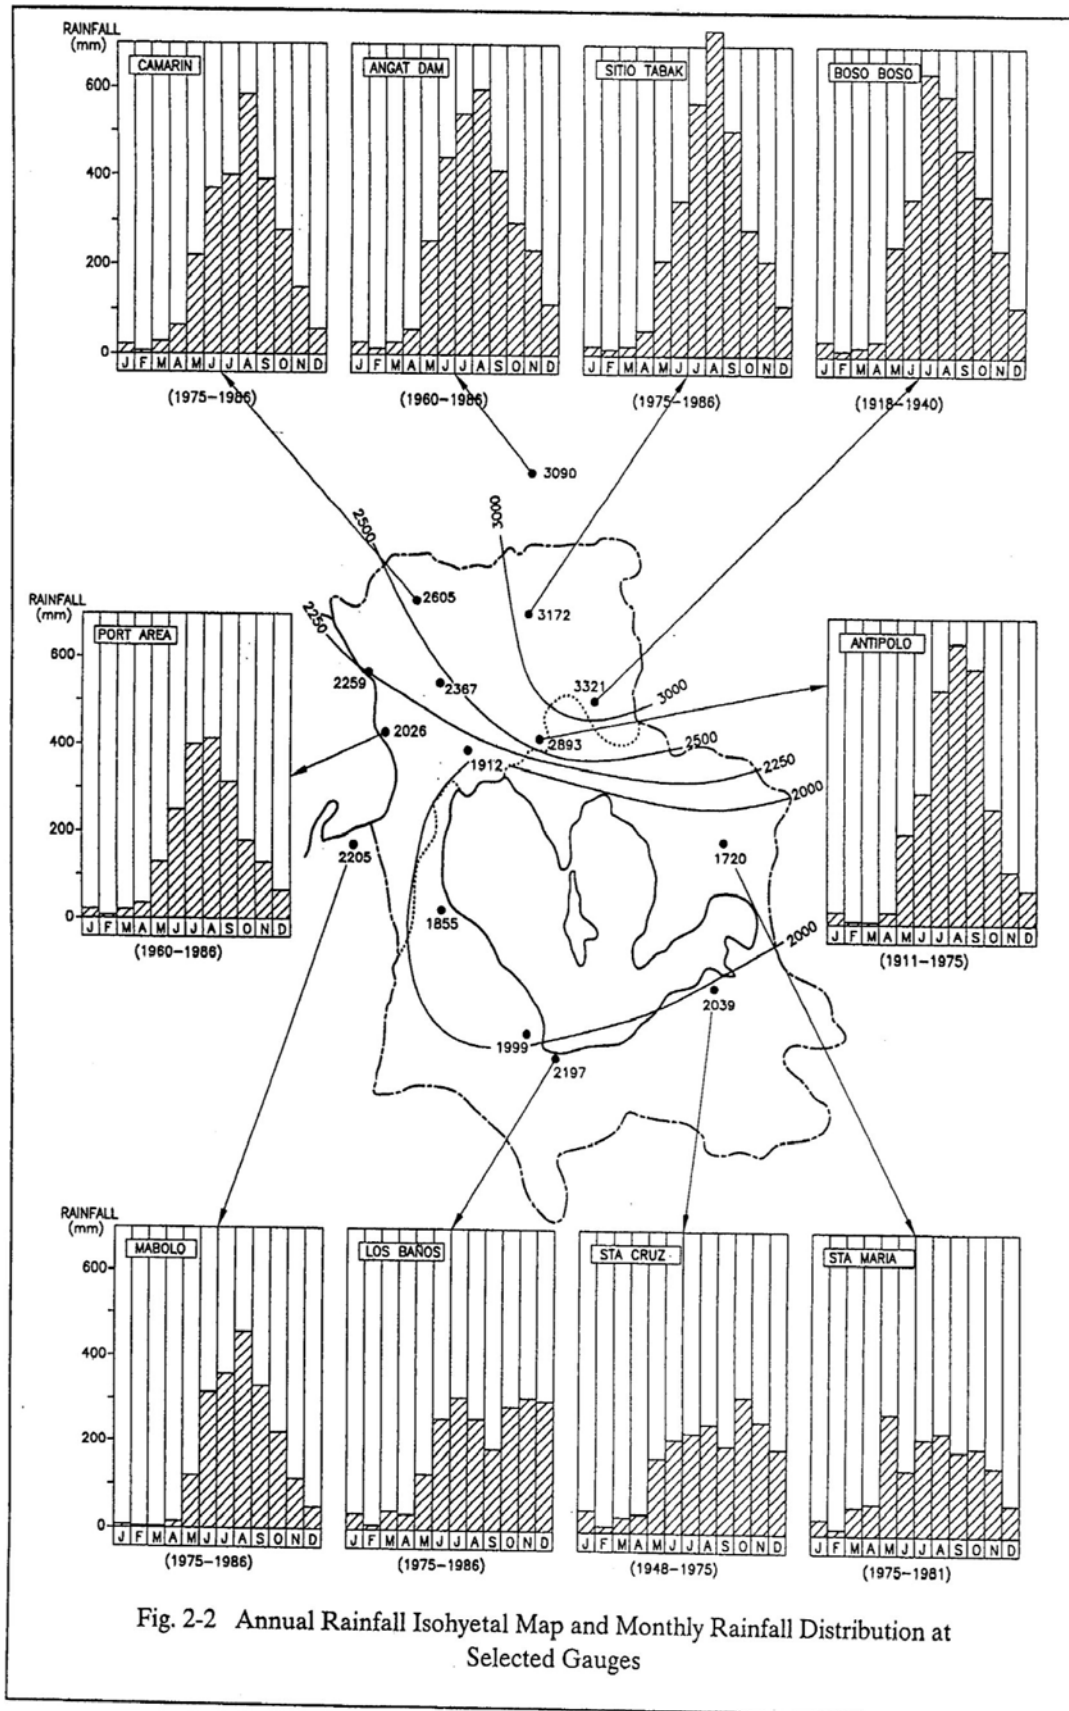 RAINFALL
(mm)
CAMARIN
ANGAT DAM
SITIO TABAK
BOSO BOSO
600
400
200
0
J F M A M J J A S O N D
J F M A M J J A S O N D
J F M A M J J A S O N D
J F M A M J J A S O N D
(1975-1986)
(1960-1986)
(1975-1986)
(1918-1940)
3090
3000
2500
2605
3172
2250
RAINFALL
(mm)
PORT AREA
ANTIPOLO
600
400
200
0
J F M A M J J A S O N D
(1960-1986)
J F M A M J J A S O N D
(1911-1975)
2259
2367
3321
3000
2026
2893
2500
1912
2250
2000
2205
1720
1855
2000
2039
1999
2197
RAINFALL
(mm)
MABOLO
LOS BAÑOS
STA CRUZ
STA MARIA
600
400
200
0
J F M A M J J A S O N D
J F M A M J J A S O N D
J F M A M J J A S O N D
J F M A M J J A S O N D
(1975-1986)
(1975-1986)
(1948-1975)
(1975-1981)
Fig. 2-2 Annual Rainfall Isohyetal Map and Monthly Rainfall Distribution at
Selected Gauges